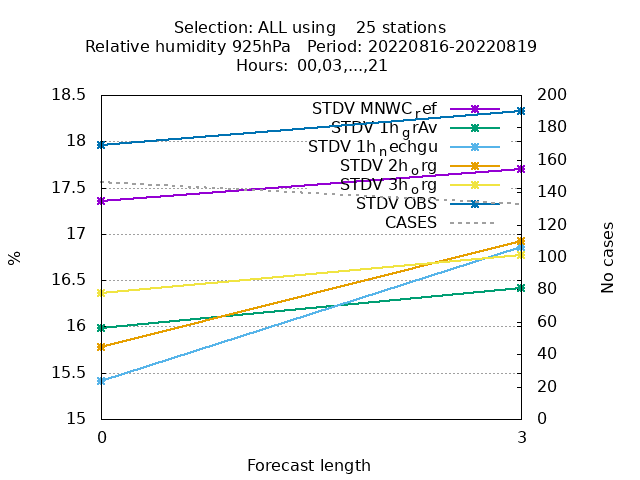 Selection: ALL using    25 stations
Relative humidity 925hPa   Period: 20220816-20220819
Hours: 00,03,...,21
18.5
18
17.5
17
16.5
16
15.5
15
%
STDV MNWC_ref
STDV 1h_grAv
STDV 1h_nechgu
STDV 2h_org
STDV 3h_org
STDV OBS
CASES
200
180
160
140
120
100
80
60
40
20
0
No cases
0
3
Forecast length